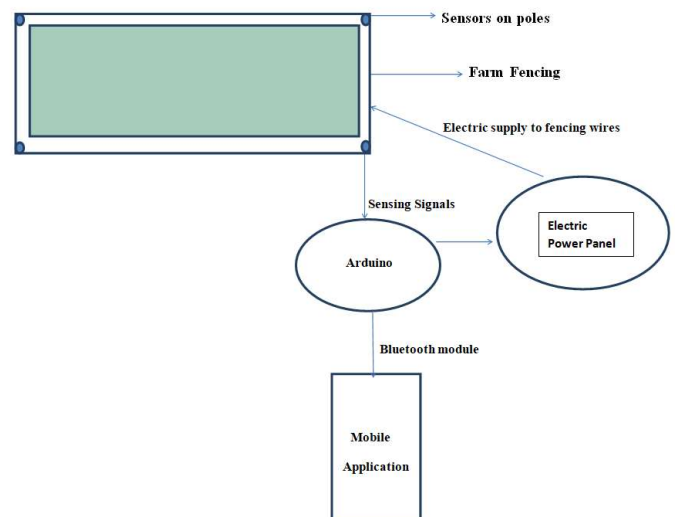 Sensors on poles
Farm Fencing
Electric supply to fencing wires
Sensing Signals
Electric
Power Panel
Arduino
Bluetooth module
Mobile
Application